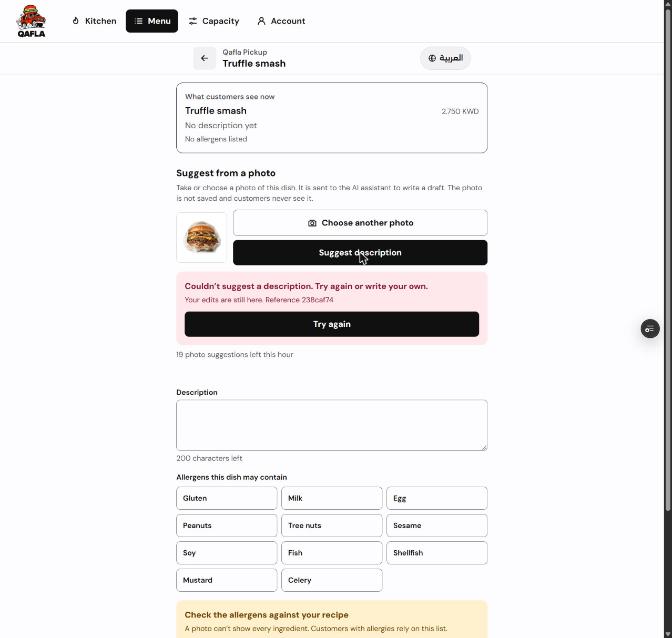 QAFLA
Kitchen
Menu
Capacity
Account
Qafla Pickup
Truffle smash
العربية
What customers see now
Truffle smash
2.750 KWD
No description yet
No allergens listed
Suggest from a photo
Take or choose a photo of this dish. It is sent to the AI assistant to write a draft. The photo
is not saved and customers never see it.
Choose another photo
Suggest description
Couldn't suggest a description. Try again or write your own.
Your edits are still here. Reference 238caf74
Try again
19 photo suggestions left this hour
Description
200 characters left
Allergens this dish may contain
Gluten
Milk
Egg
Peanuts
Tree nuts
Sesame
Soy
Fish
Shellfish
Mustard
Celery
Check the allergens against your recipe
A photo can't show every ingredient. Customers with allergies rely on this list.